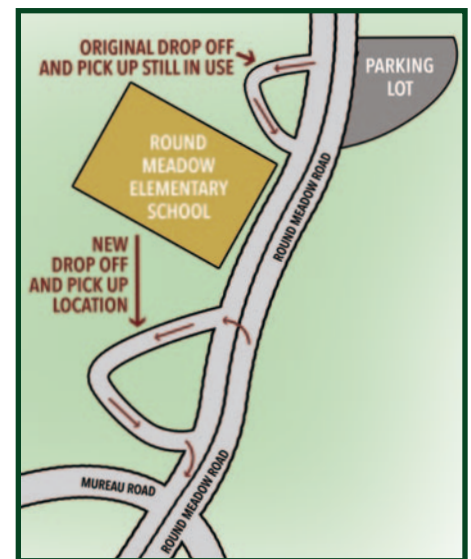 ORIGINAL DROP OFF
AND PICK UP STILL IN USE
PARKING
LOT
ROUND
MEADOW
ELEMENTARY
SCHOOL
ROUND MEADOW ROAD
NEW
DROP OFF
AND PICK UP
LOCATION
MUREAU ROAD
ROUND MEADOW ROAD